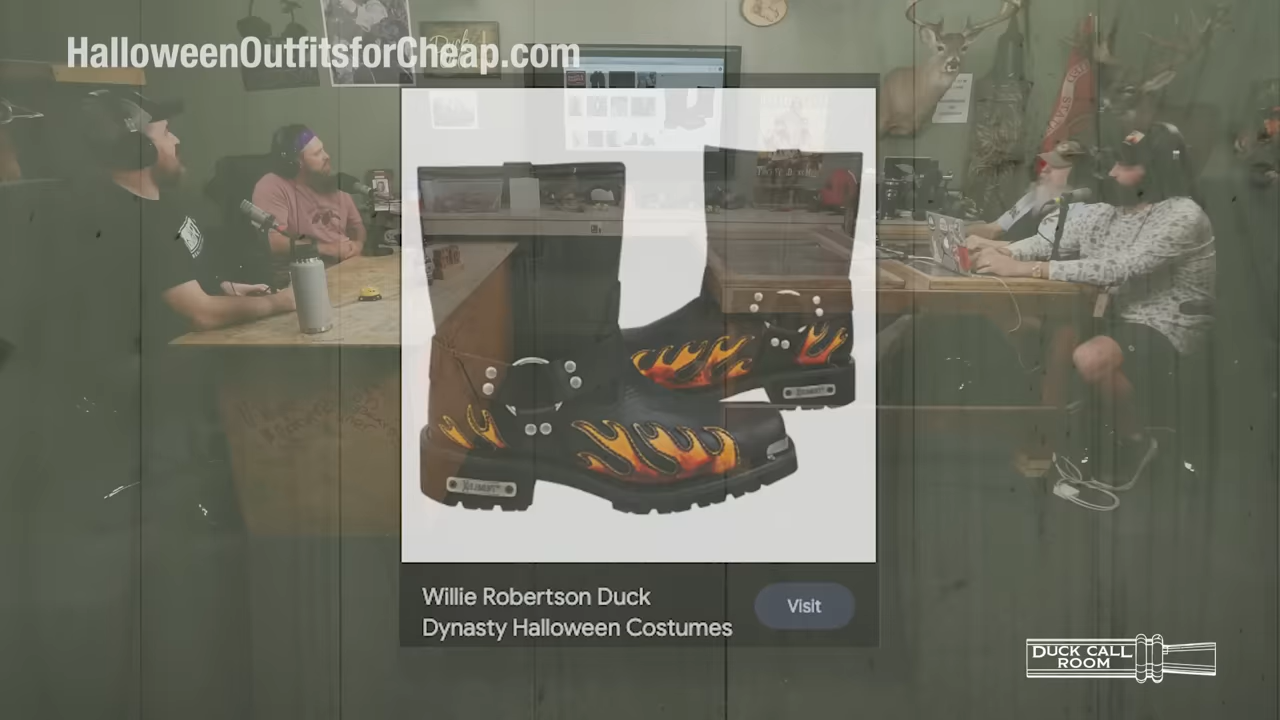 HalloweenOutfitsforCheap.com
Willie Robertson Duck
Dynasty Halloween Costumes
Visit
DUCK CALL
ROOM